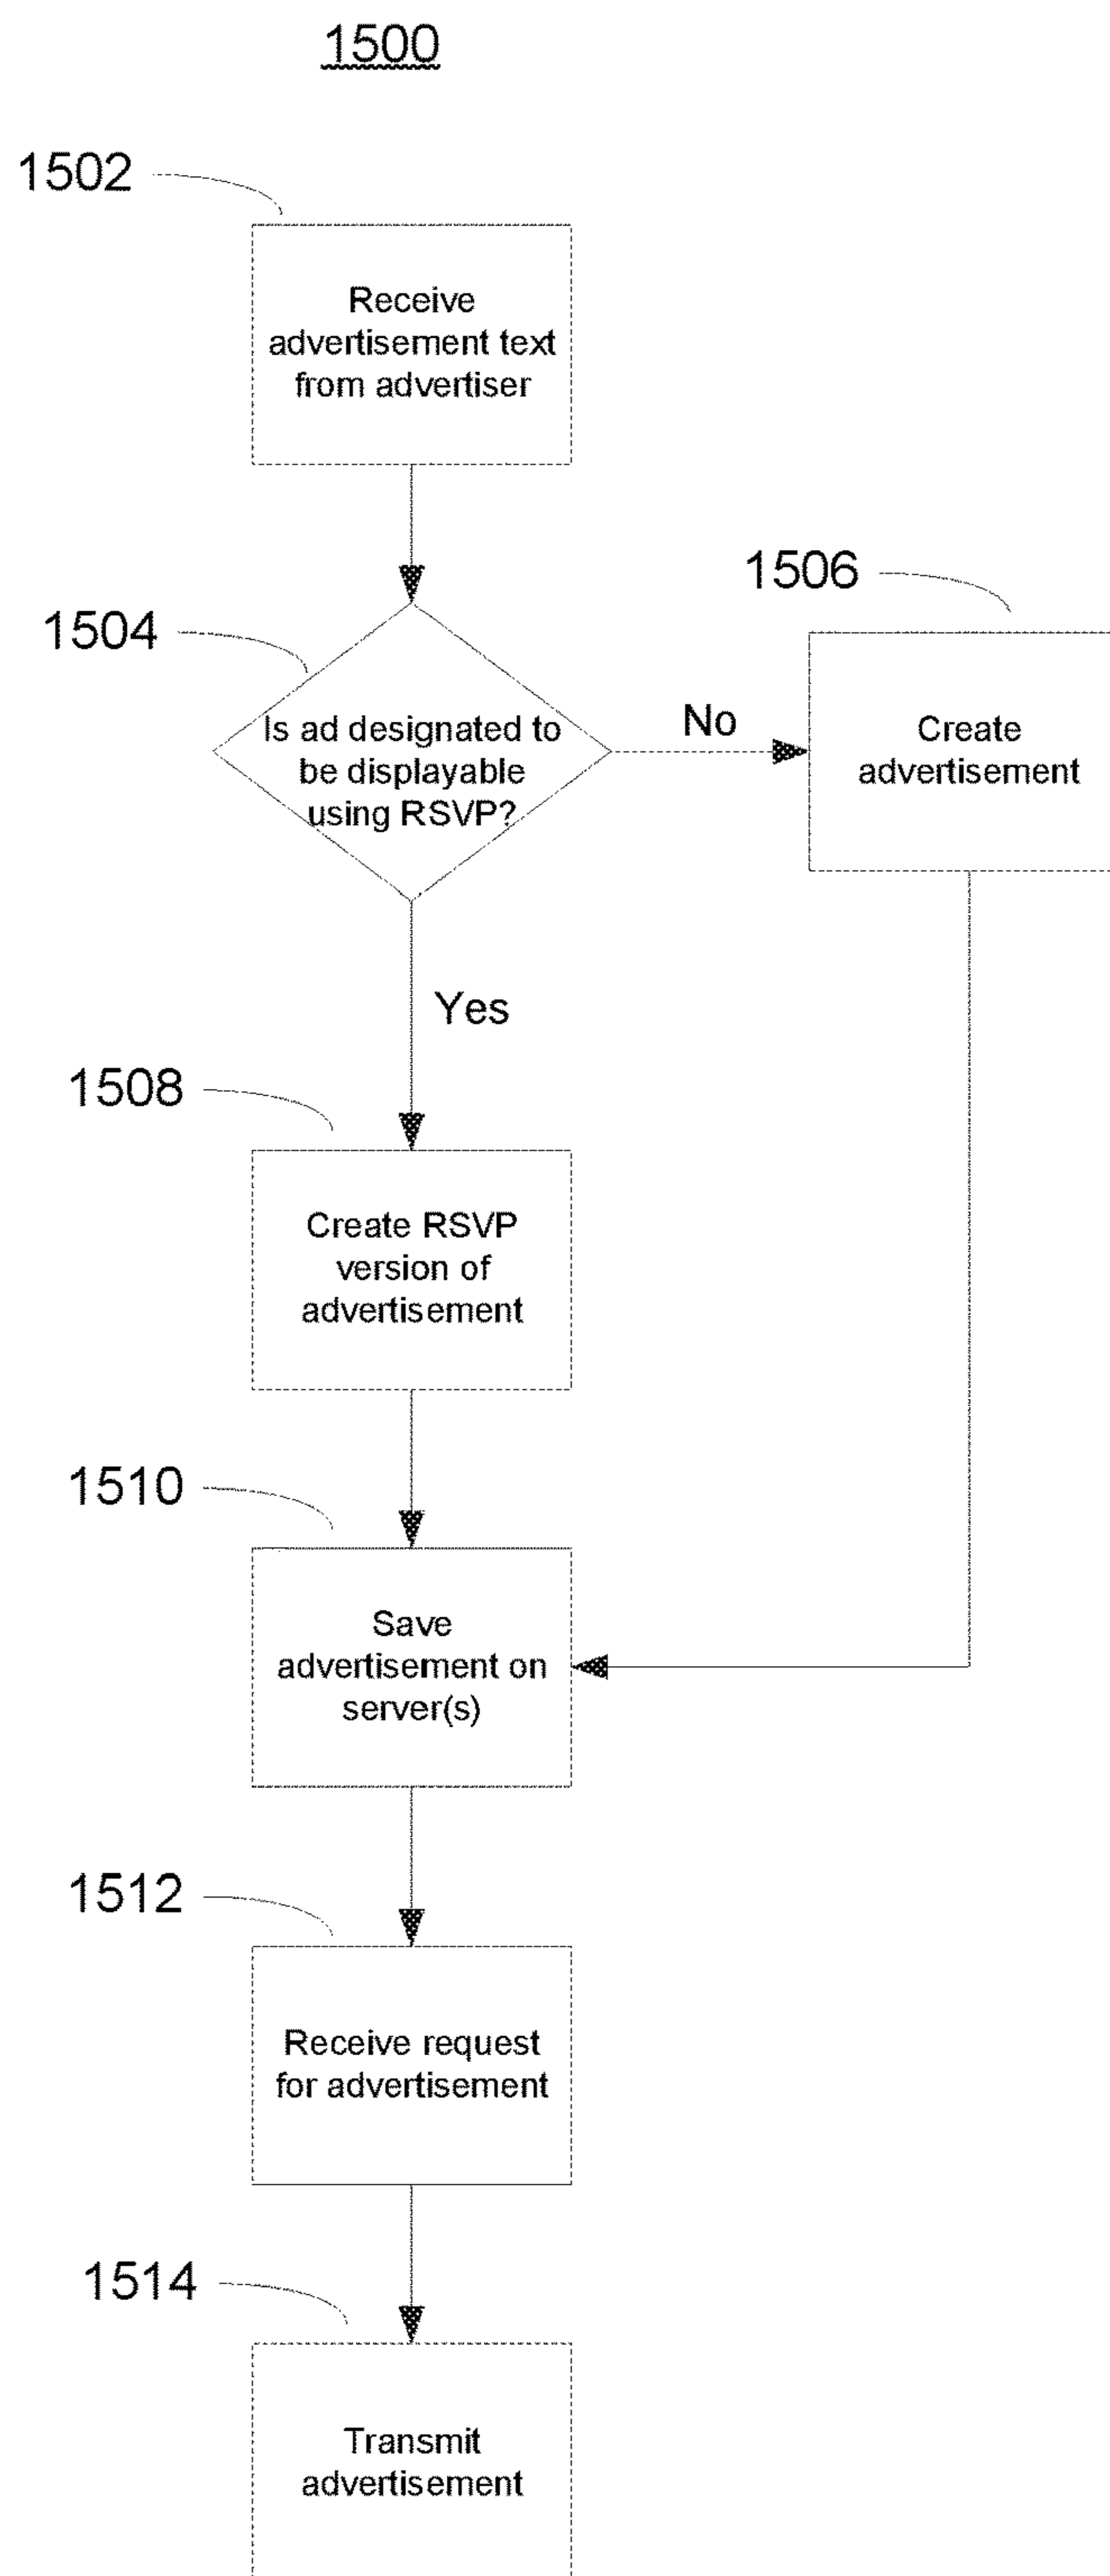 1500
1502
Receive
advertisement text
from advertiser
1504
Is ad designated to
be displayable
using RSVP?
No
1506
Create
advertisement
Yes
1508
Create RSVP
version of
advertisement
1510
Save
advertisement on
server(s)
1512
Receive request
for advertisement
1514
Transmit
advertisement